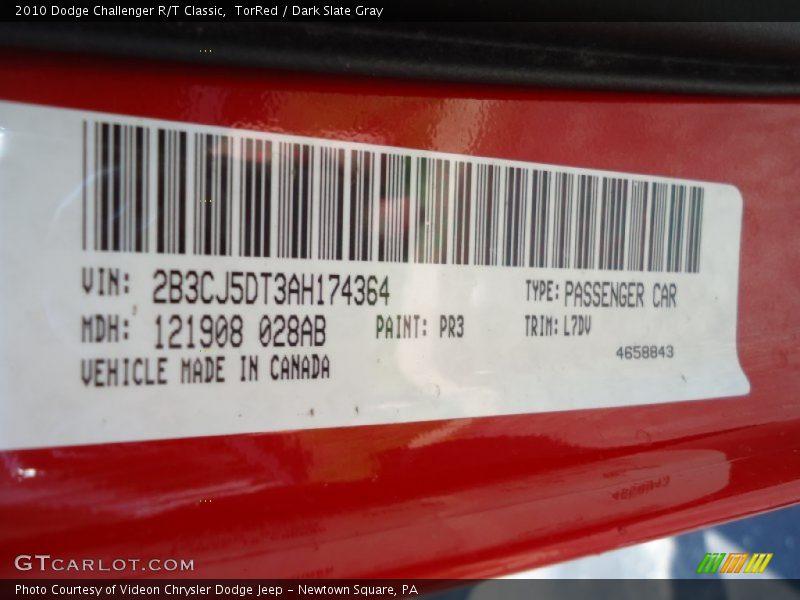 2010 Dodge Challenger R/T Classic,  TorRed / Dark Slate Gray
VIN: 2B3CJ5DT3AH174364
TYPE: PASSENGER CAR
MDH: 121908 028AB
PAINT: PR3
TRIM: L7DV
VEHICLE MADE IN CANADA
4658843
GTCARLOT.COM
Photo Courtesy of Videon Chrysler Dodge Jeep - Newtown Square, PA